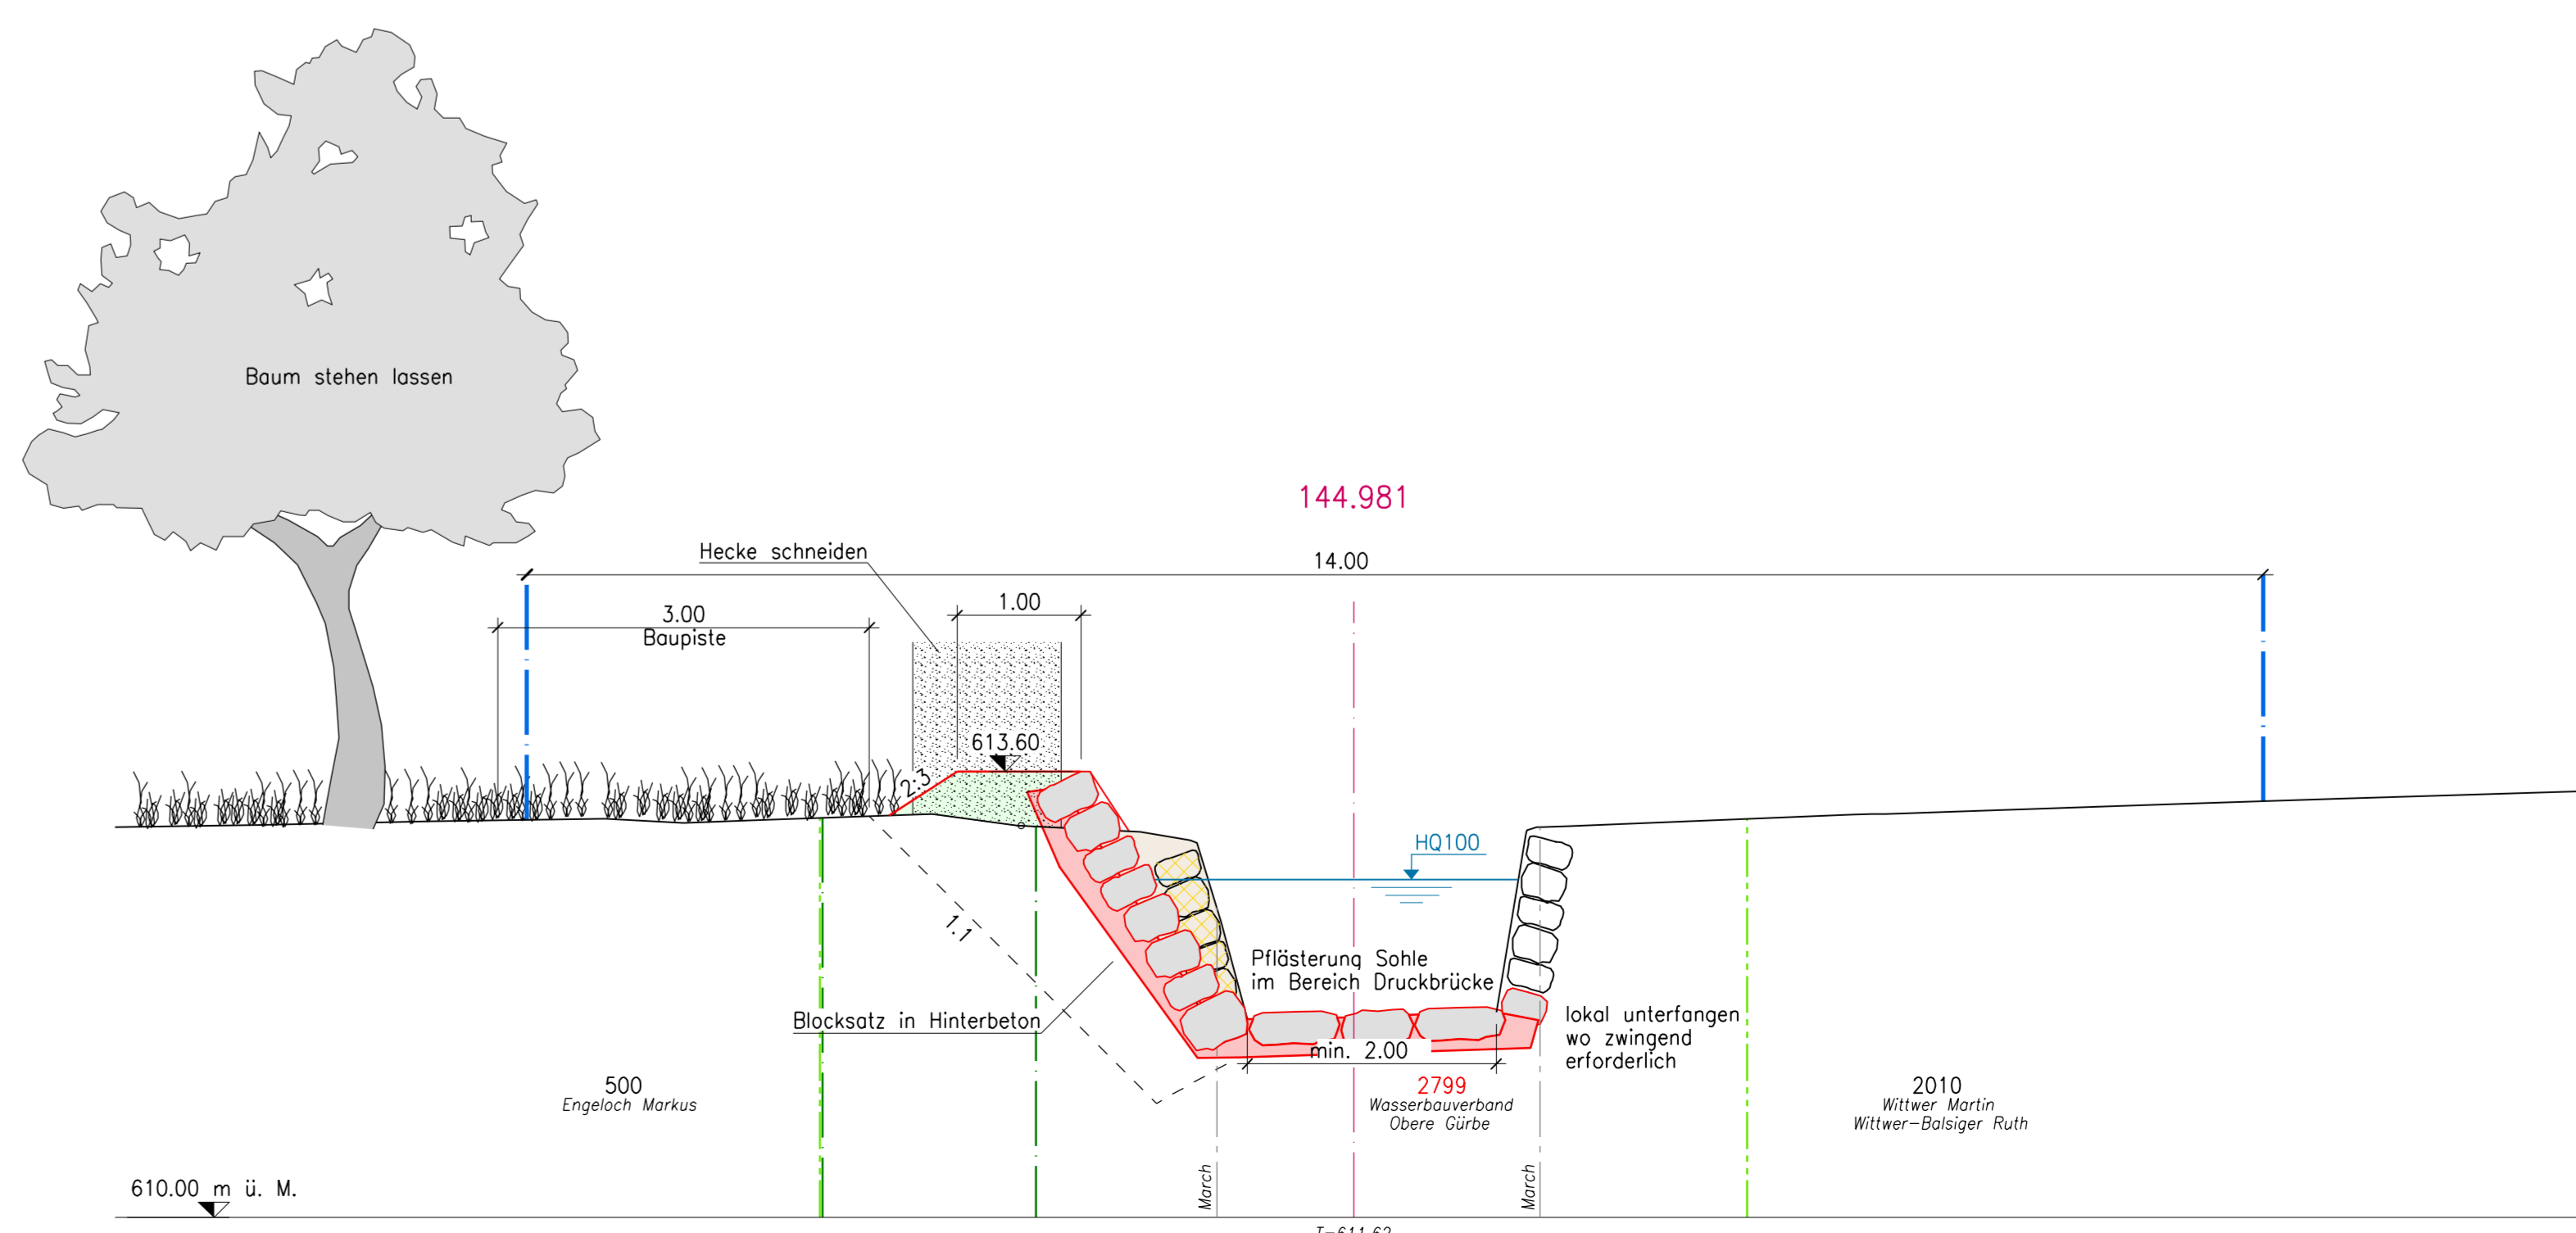 Baum stehen lassen
144.981
Hecke schneiden
14.00
3.00
Baupiste
1.00
613.60
2:3
HQ100
1:1
Pflästerung Sohle
im Bereich Druckbrücke
Blocksatz in Hinterbeton
lokal unterfangen
wo zwingend
erforderlich
min. 2.00
500
Engeloch Markus
2799
Wasserbauverband
Obere Gürbe
2010
Wittwer Martin
Wittwer-Balsiger Ruth
March
March
610.00 m ü. M.